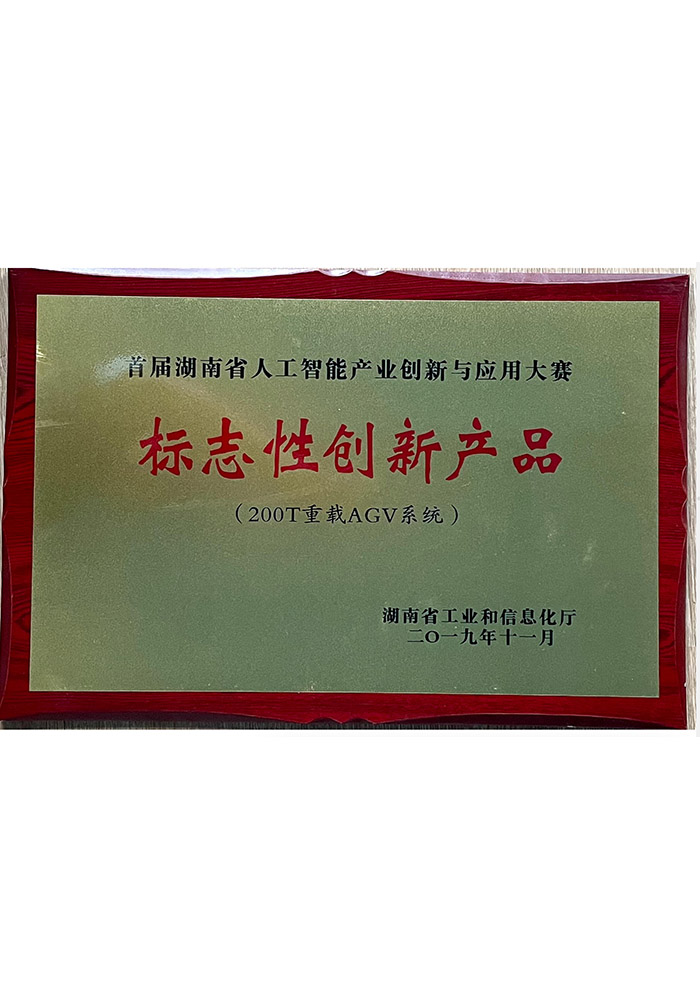 首届湖南省人工智能产业创新与应用大赛
标志性创新产品
（200T重载AGV系统）
湖南省工业和信息化厅
二〇一九年十一月